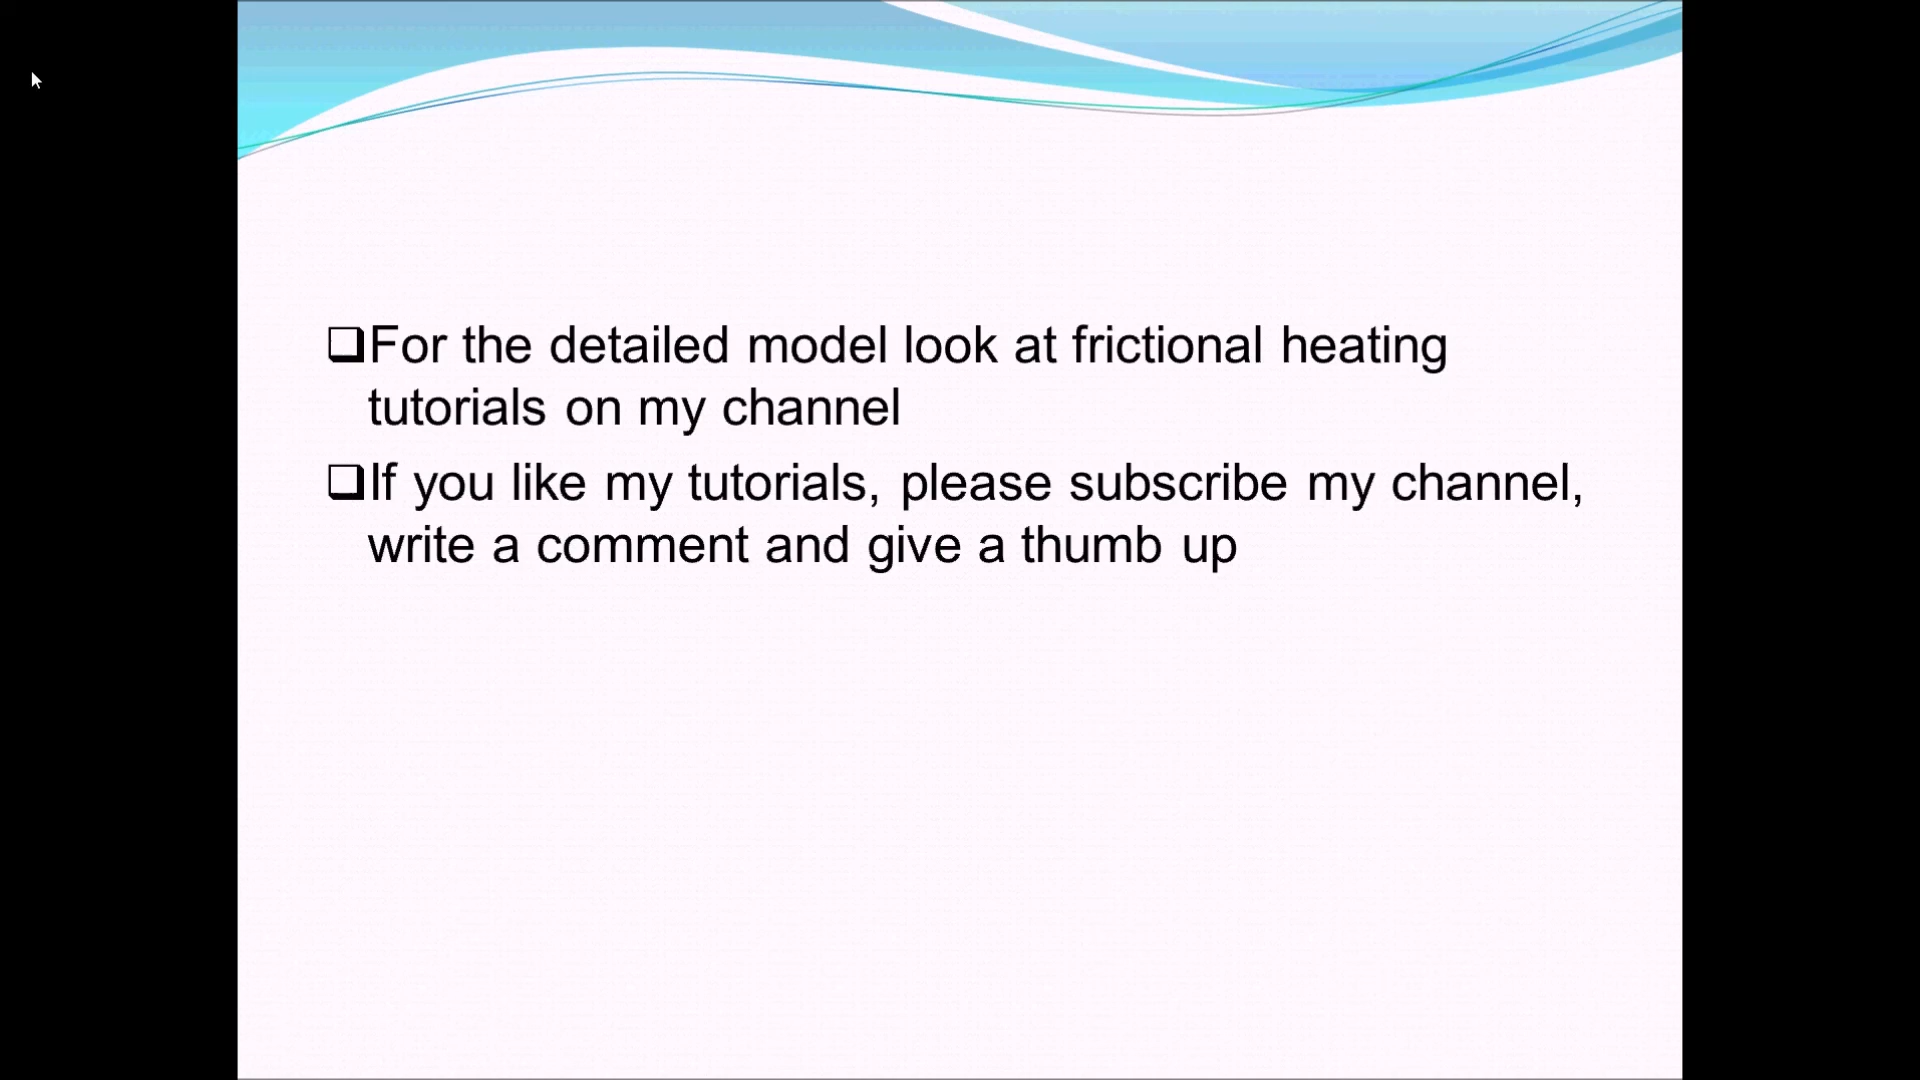 ❑For the detailed model look at frictional heating
tutorials on my channel
❑If you like my tutorials, please subscribe my channel,
write a comment and give a thumb up